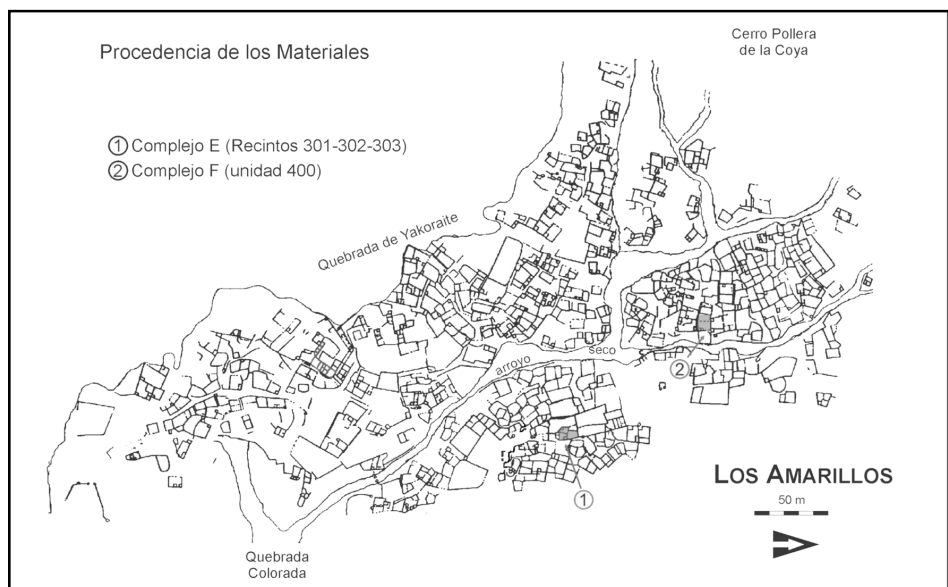 Cerro Pollera
de la Coya
Procedencia de los Materiales
1 Complejo E (Recintos 301-302-303)
2 Complejo F (unidad 400)
Quebrada de Yakoraite
arroyo seco
2
1
LOS AMARILLOS
50 m
Quebrada
Colorada